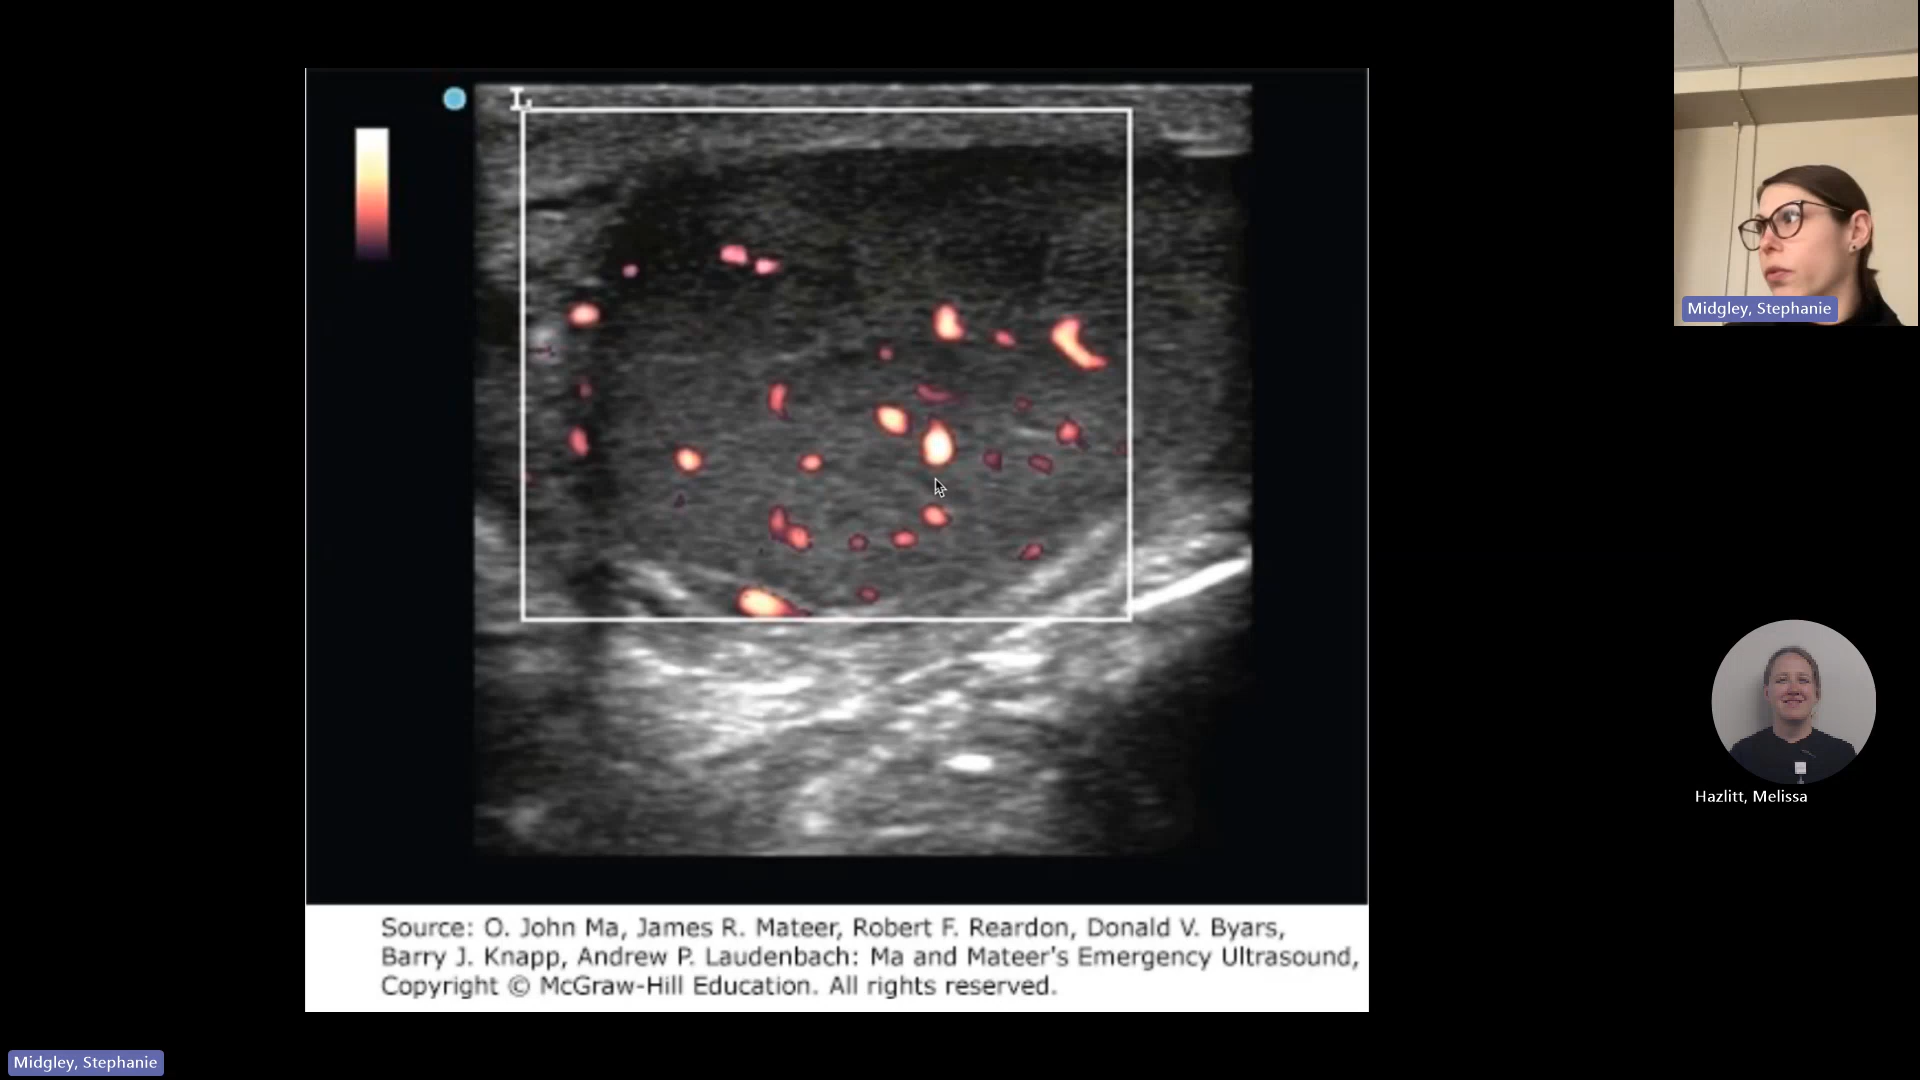 L
Midgley, Stephanie
Hazlitt, Melissa
Source: O. John Ma, James R. Mateer, Robert F. Reardon, Donald V. Byars,
Barry J. Knapp, Andrew P. Laudenbach: Ma and Mateer's Emergency Ultrasound,
Copyright © McGraw-Hill Education. All rights reserved.
Midgley, Stephanie